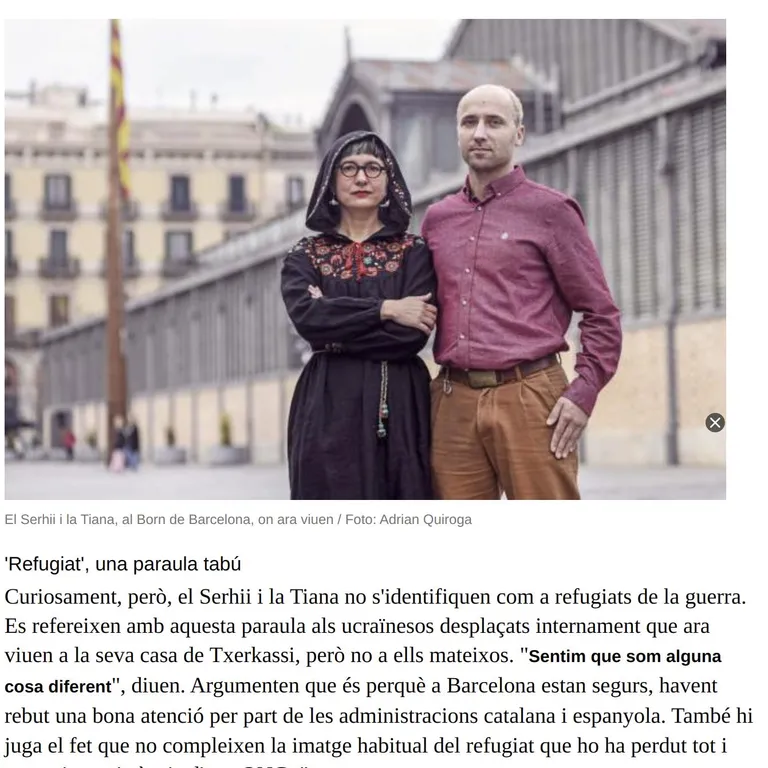 El Serhii i la Tiana, al Born de Barcelona, on ara viuen / Foto: Adrian Quiroga
'Refugiat', una paraula tabú
Curiosament, però, el Serhii i la Tiana no s'identifiquen com a refugiats de la guerra.
Es refereixen amb aquesta paraula als ucraïnesos desplaçats internament que ara
viuen a la seva casa de Txerkassi, però no a ells mateixos. "Sentim que som alguna
cosa diferent", diuen. Argumenten que és perquè a Barcelona estan segurs, havent
rebut una bona atenció per part de les administracions catalana i espanyola. També hi
juga el fet que no compleixen la imatge habitual del refugiat que ho ha perdut tot i